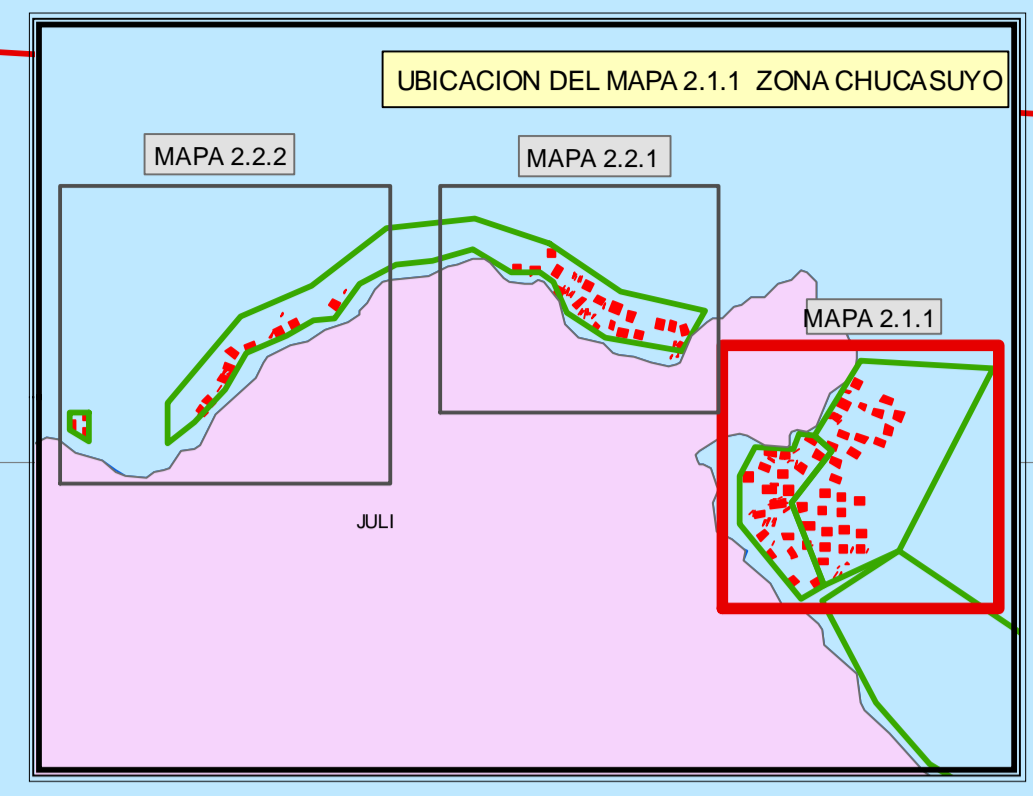 UBICACION DEL MAPA 2.1.1 ZONA CHUCASUYO
MAPA 2.2.2
MAPA 2.2.1
MAPA 2.1.1
JULI